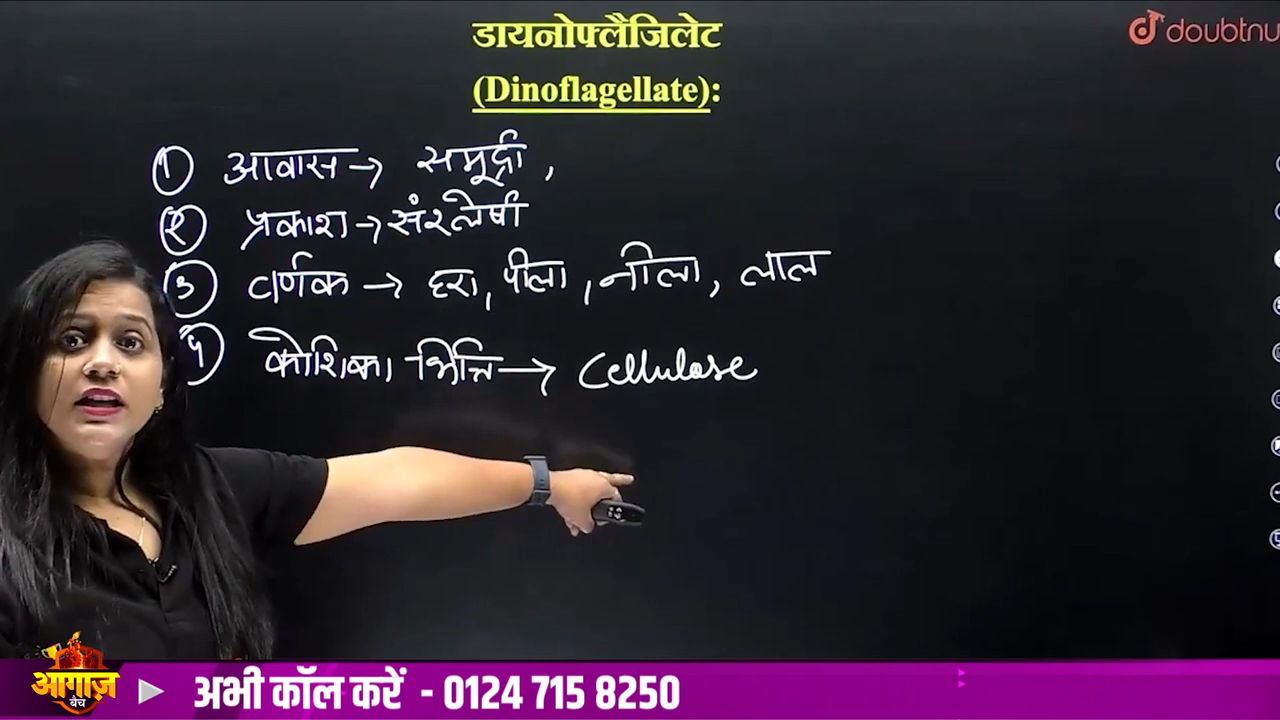 डायनोफ्लैजिलेट
(Dinoflagellate):
doubtnu
① आवास → समूद्री,
② प्रकाश → संश्लेषी
③ वर्णक → हरा, पीला, नीला, लाल
④ कोशिका भित्ति → Cellulose
आगाज़
बैच
अभी कॉल करें - 0124 715 8250